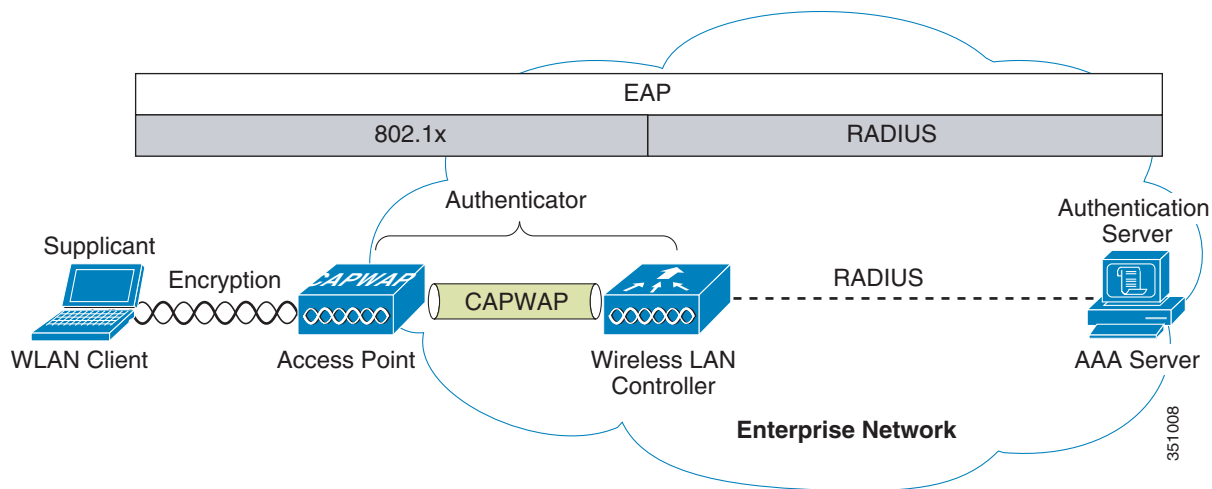 EAP
802.1x
RADIUS
Authenticator
Authentication
Server
Supplicant
Encryption
CAPWAP
CAPWAP
RADIUS
WLAN Client
Access Point
Wireless LAN
Controller
AAA Server
Enterprise Network
351008